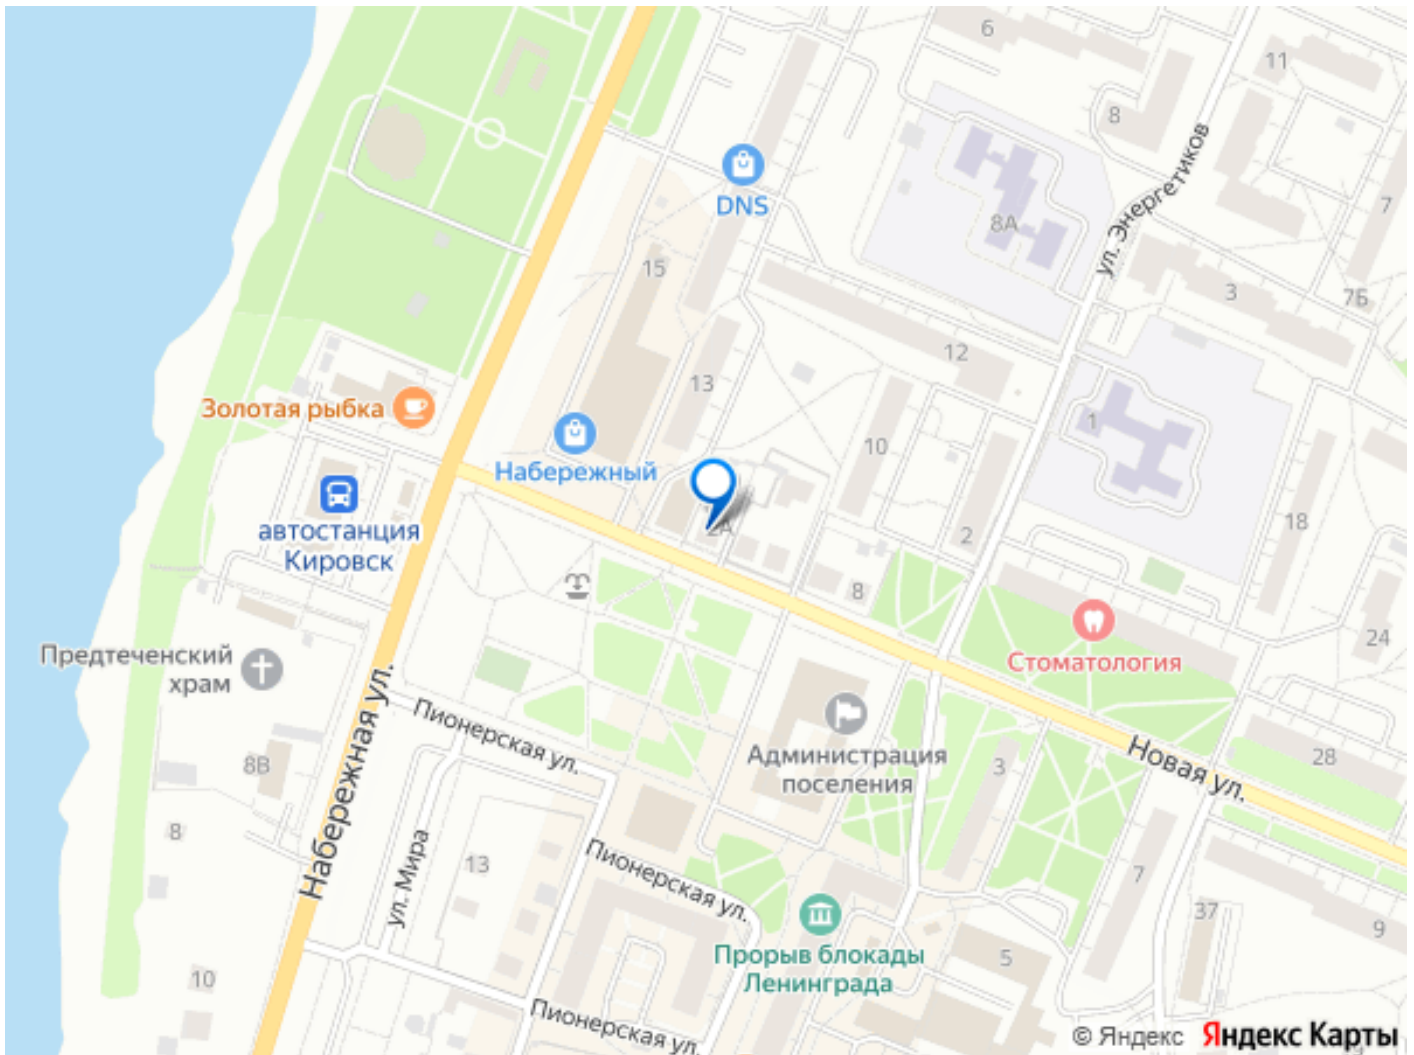 6
11
8
ул. Энергетиков
DNS
8А
7
15
3
7Б
12
13
Золотая рыбка
1
10
Набережный
18
автостанция
Кировск
2А
2
8
24
Предтеченский
храм
Стоматология
Набережная ул.
Пионерская ул.
Администрация
поселения
3
Новая ул.
28
8В
8
ул. Мира
13
Пионерская ул.
7
37
9
Прорыв блокады
Ленинграда
5
10
Пионерская ул.
© Яндекс Яндекс Карты